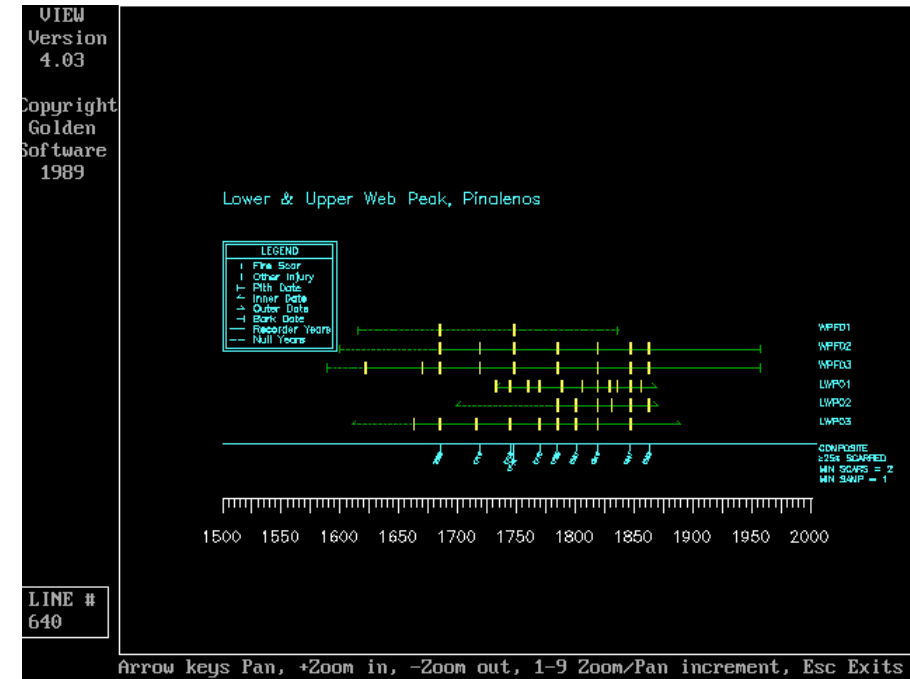 VIEW
Version
4.03
Copyright
Golden
Software
1989
Lower & Upper Web Peak, Pinalenos
LEGEND
Fire Scar
Other Injury
Pith Date
Inner Date
Outer Date
Bark Date
Recorder Years
Null Years
WPF01
WPF02
WPF03
LWP01
LWP02
LWP03
COMPOSITE
≥25% SCARRED
MIN SCARS = 2
MIN SAMP = 1
1500 1550 1600 1650 1700 1750 1800 1850 1900 1950 2000
LINE #
640
Arrow keys Pan, +Zoom in, -Zoom out, 1-9 Zoom/Pan increment, Esc Exits